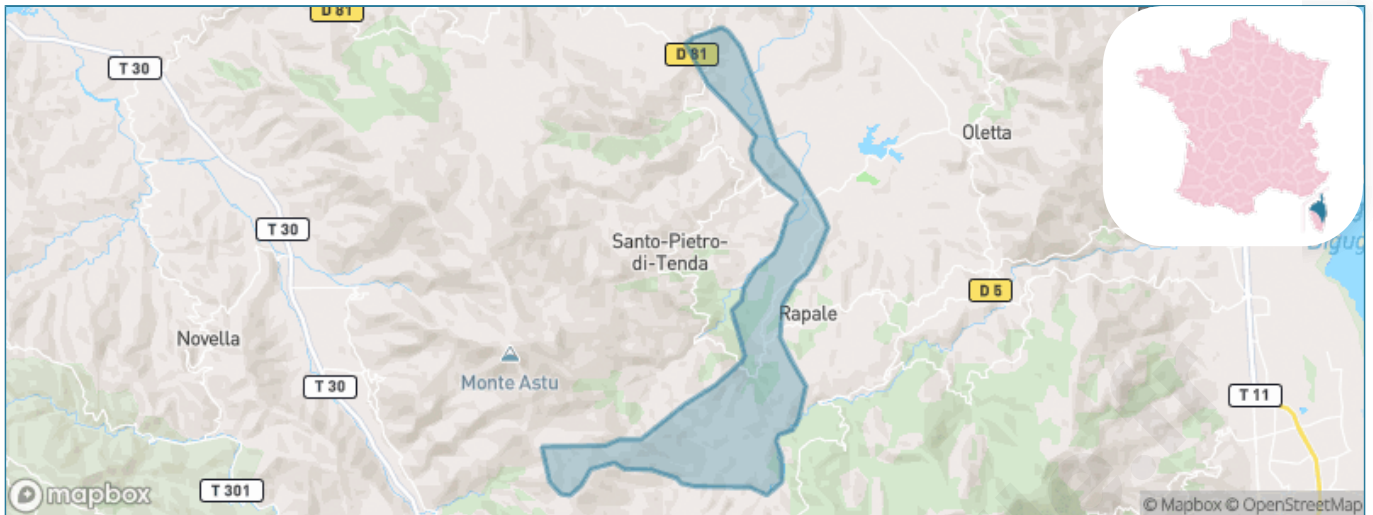 D 81
T 30
D 81
Oletta
T 30
Santo-Pietro-
di-Tenda
D 5
Rapale
Novella
Monte Astu
T 30
T 11
T 301
mapbox
© Mapbox © OpenStreetMap